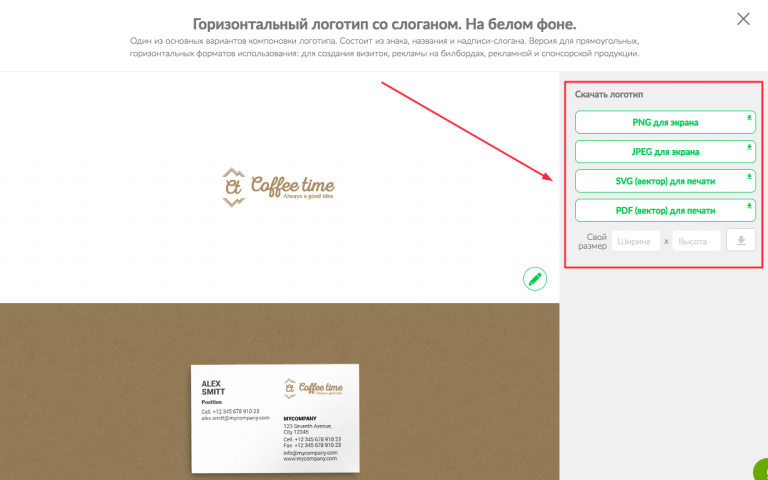 Горизонтальный логотип со слоганом. На белом фоне.
Один из основных вариантов компоновки логотипа. Состоит из знака, названия и надписи-слогана. Версия для прямоугольных,
горизонтальных форматов использования: для создания визиток, рекламы на билбордах, рекламной и спонсорской продукции.
Ct
Coffee time
Always a good idea
Скачать логотип
PNG для экрана
JPEG для экрана
SVG (вектор) для печати
PDF (вектор) для печати
Свой размер
Ширина
x
Высота
ALEX
SMITT
Position
Cell. +12 345 678 910 23
alex.smitt@mycompany.com
Coffee time
Always a good idea
MYCOMPANY
123 Seventh Avenue,
City 12345
Cell. +12 345 678 910 23
Fax. +12 345 678 910 23
info@mycompany.com
www.mycompany.com